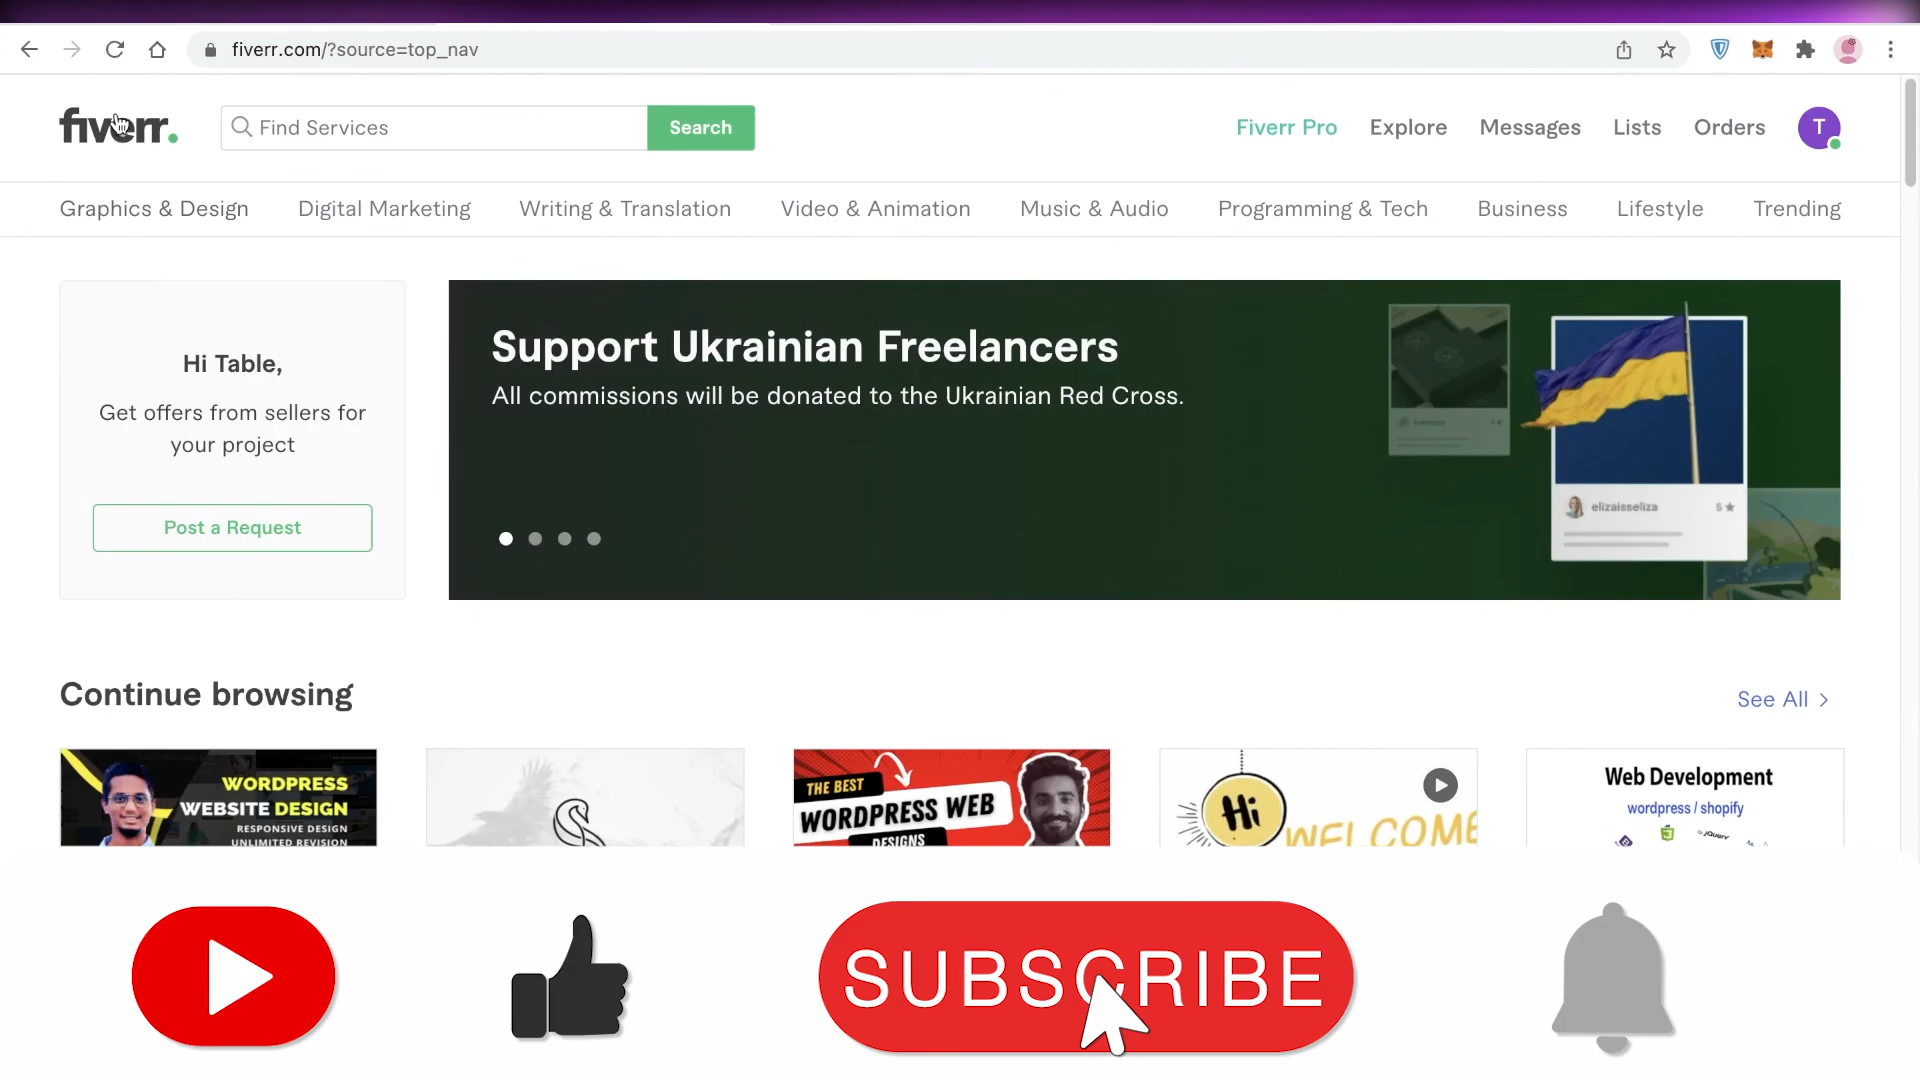 fiverr.com/?source=top_nav
fiverr.
Find Services
Search
Fiverr Pro
Explore
Messages
Lists
Orders
T
Graphics & Design
Digital Marketing
Writing & Translation
Video & Animation
Music & Audio
Programming & Tech
Business
Lifestyle
Trending
Hi Table,
Get offers from sellers for
your project
Post a Request
Support Ukrainian Freelancers
All commissions will be donated to the Ukrainian Red Cross.
elizaisseliza
5
Continue browsing
See All
WORDPRESS
WEBSITE DESIGN
RESPONSIVE DESIGN
UNLIMITED REVISION
THE BEST
WORDPRESS WEB
DESIGNS
Hi
WELCOME
Web Development
wordpress / shopify
jQuery
SUBSCRIBE